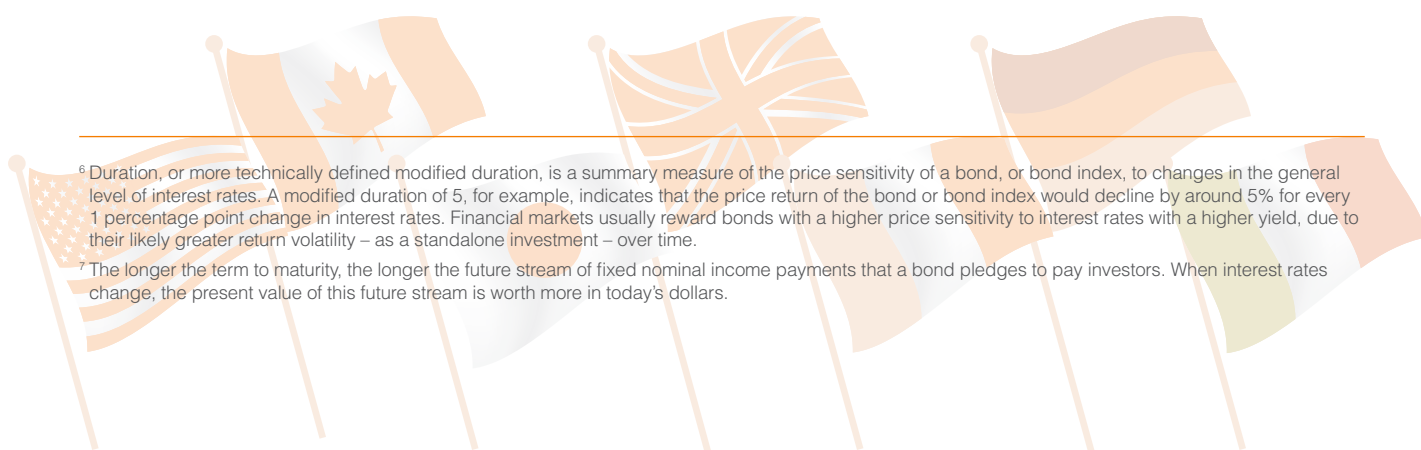 ⁶ Duration, or more technically defined modified duration, is a summary measure of the price sensitivity of a bond, or bond index, to changes in the general
level of interest rates. A modified duration of 5, for example, indicates that the price return of the bond or bond index would decline by around 5% for every
1 percentage point change in interest rates. Financial markets usually reward bonds with a higher price sensitivity to interest rates with a higher yield, due to
their likely greater return volatility – as a standalone investment – over time.
⁷ The longer the term to maturity, the longer the future stream of fixed nominal income payments that a bond pledges to pay investors. When interest rates
change, the present value of this future stream is worth more in today’s dollars.